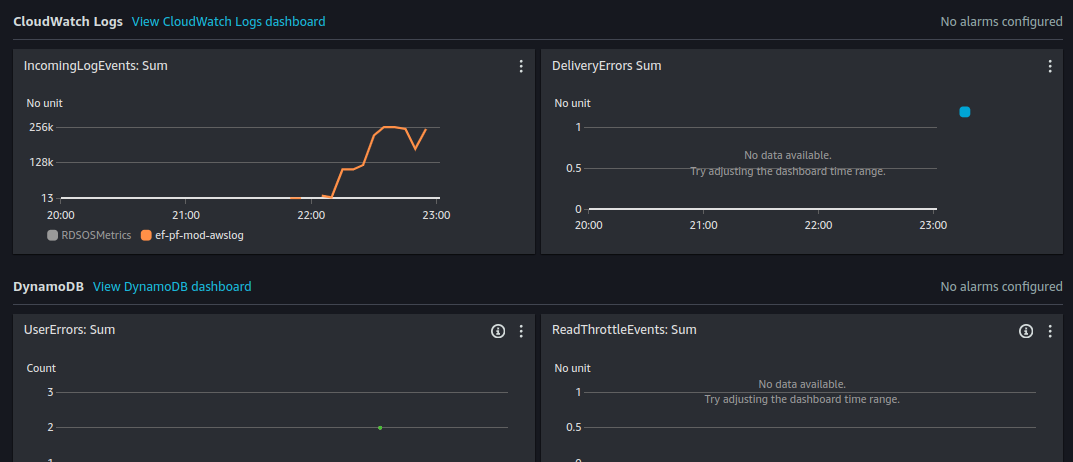 CloudWatch Logs View CloudWatch Logs dashboard No alarms configured
IncomingLogEvents: Sum
No unit
256k
128k
13
20:00 21:00 22:00 23:00
RDSOSMetrics ef-pf-mod-awslog
DeliveryErrors Sum
No unit
1
No data available.
0.5
Try adjusting the dashboard time range.
0
20:00 21:00 22:00 23:00
DynamoDB View DynamoDB dashboard No alarms configured
UserErrors: Sum
Count
3
2
1
ReadThrottleEvents: Sum
No unit
No data available.
1
Try adjusting the dashboard time range.
0.5
0